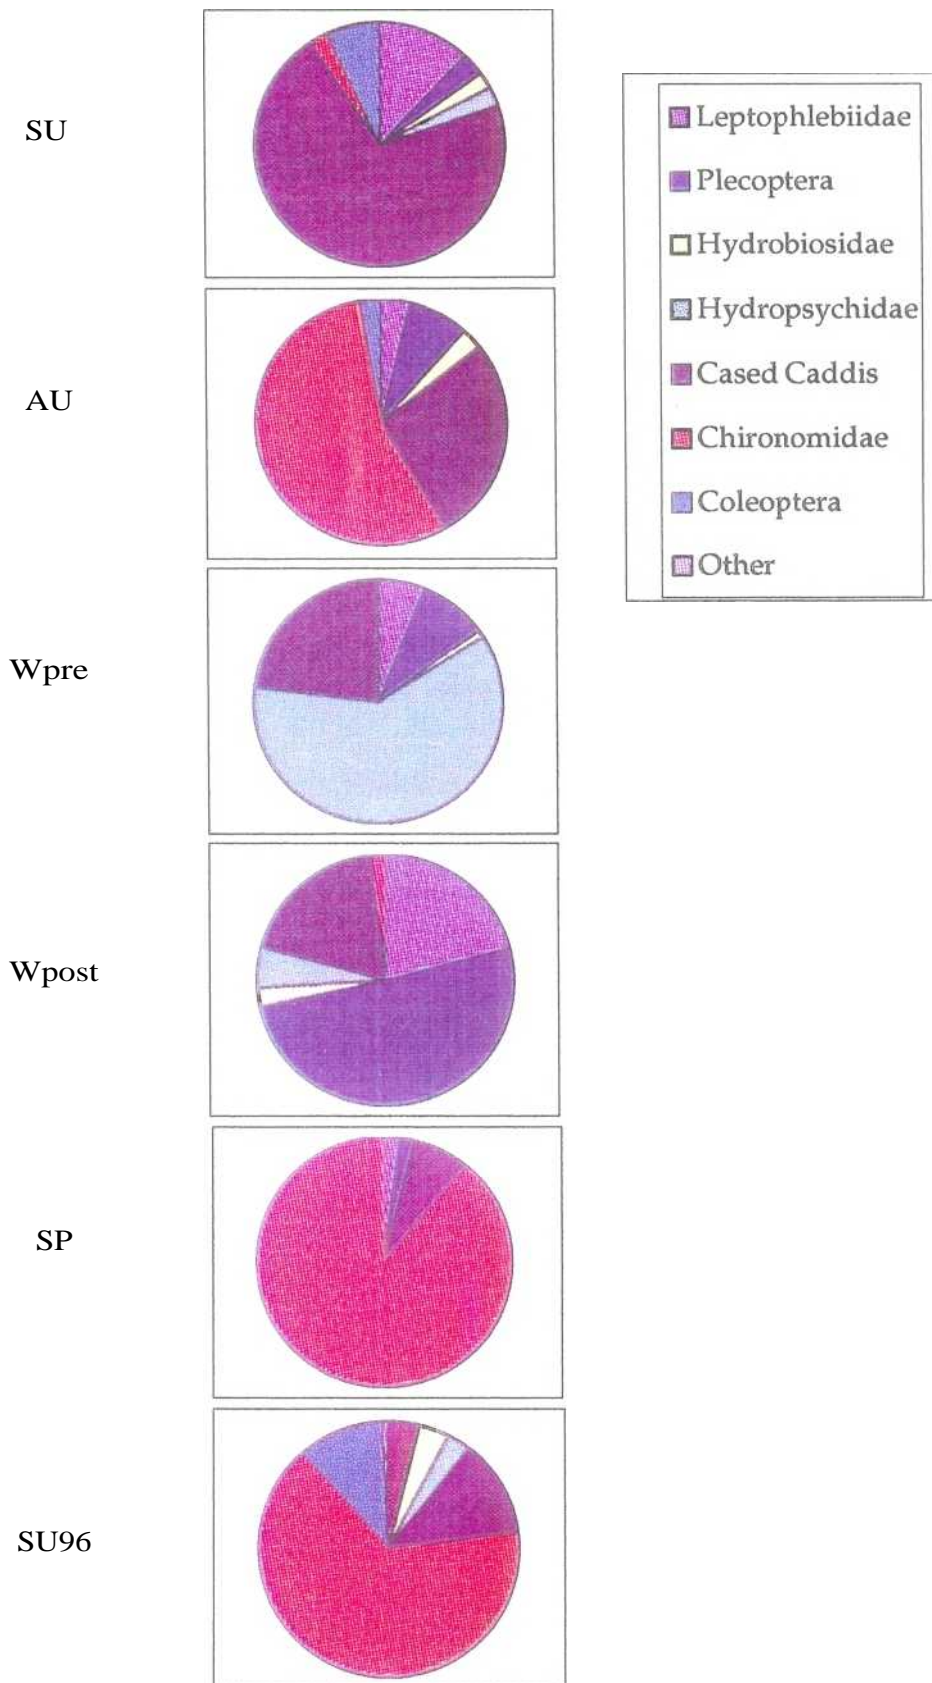 SU
Leptophlebiidae
Plecoptera
Hydrobiosidae
Hydropsychidae
Cased Caddis
Chironomidae
Coleoptera
Other
AU
Wpre
Wpost
SP
SU96